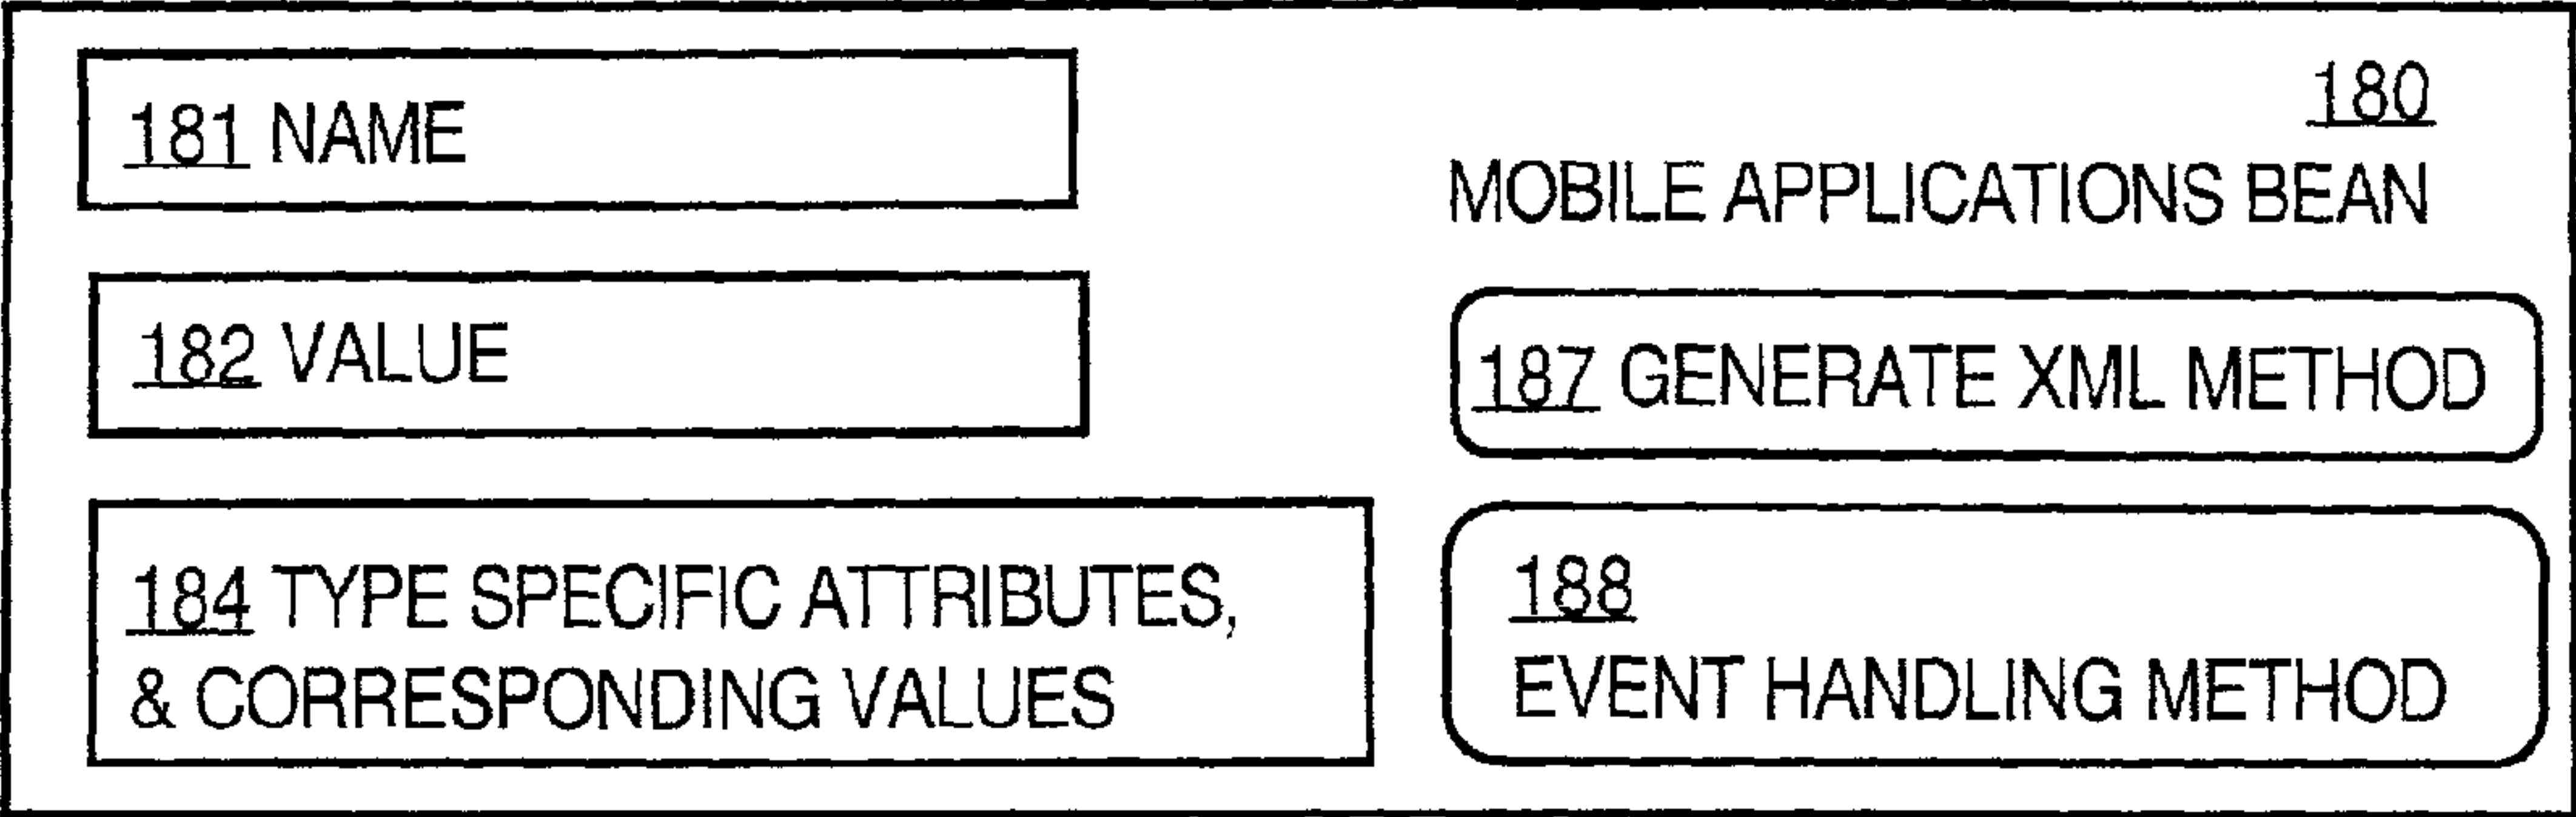 181 NAME
182 VALUE
184 TYPE SPECIFIC ATTRIBUTES,
& CORRESPONDING VALUES
180
MOBILE APPLICATIONS BEAN
187 GENERATE XML METHOD
188
EVENT HANDLING METHOD